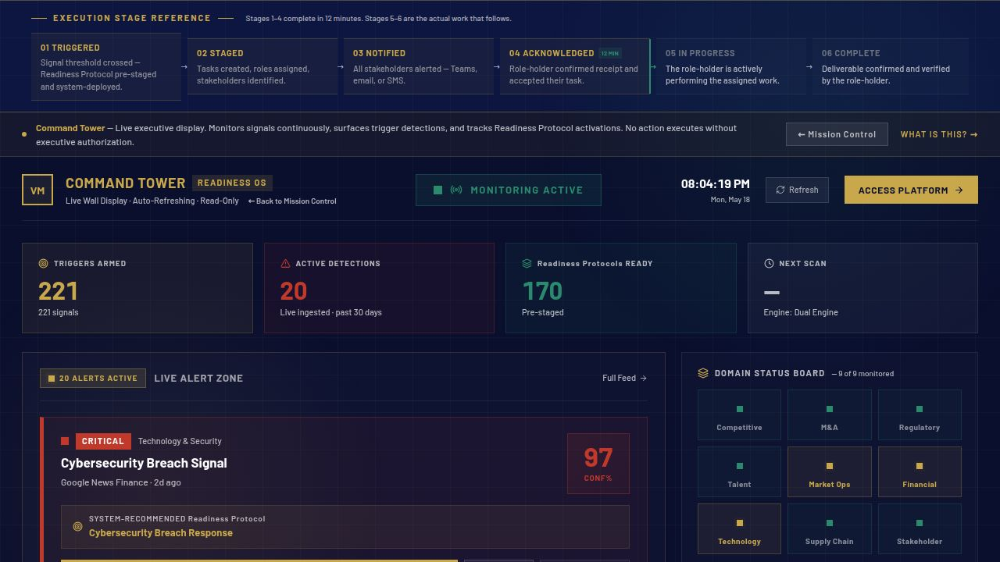 EXECUTION STAGE REFERENCE
Stages 1–4 complete in 12 minutes. Stages 5–6 are the actual work that follows.
01 TRIGGERED
Signal threshold crossed —
Readiness Protocol pre-staged
and system-deployed.
→
02 STAGED
Tasks created, roles assigned,
stakeholders identified.
→
03 NOTIFIED
All stakeholders alerted — Teams,
email, or SMS.
→
04 ACKNOWLEDGED 12 MIN
Role-holder confirmed receipt and
accepted their task.
→
05 IN PROGRESS
The role-holder is actively
performing the assigned work.
→
06 COMPLETE
Deliverable confirmed and verified
by the role-holder.
Command Tower — Live executive display. Monitors signals continuously, surfaces trigger detections, and tracks Readiness Protocol activations. No action executes without
executive authorization.
← Mission Control
WHAT IS THIS? →
VM
COMMAND TOWER READINESS OS
Live Wall Display · Auto-Refreshing · Read-Only ← Back to Mission Control
MONITORING ACTIVE
08:04:19 PM
Mon, May 18
Refresh
ACCESS PLATFORM →
TRIGGERS ARMED
221
221 signals
ACTIVE DETECTIONS
20
Live ingested · past 30 days
Readiness Protocols READY
170
Pre-staged
NEXT SCAN
—
Engine: Dual Engine
20 ALERTS ACTIVE
LIVE ALERT ZONE
Full Feed →
CRITICAL Technology & Security
Cybersecurity Breach Signal
Google News Finance · 2d ago
97
CONF%
SYSTEM-RECOMMENDED Readiness Protocol
Cybersecurity Breach Response
DOMAIN STATUS BOARD — 9 of 9 monitored
Competitive
M&A
Regulatory
Talent
Market Ops
Financial
Technology
Supply Chain
Stakeholder